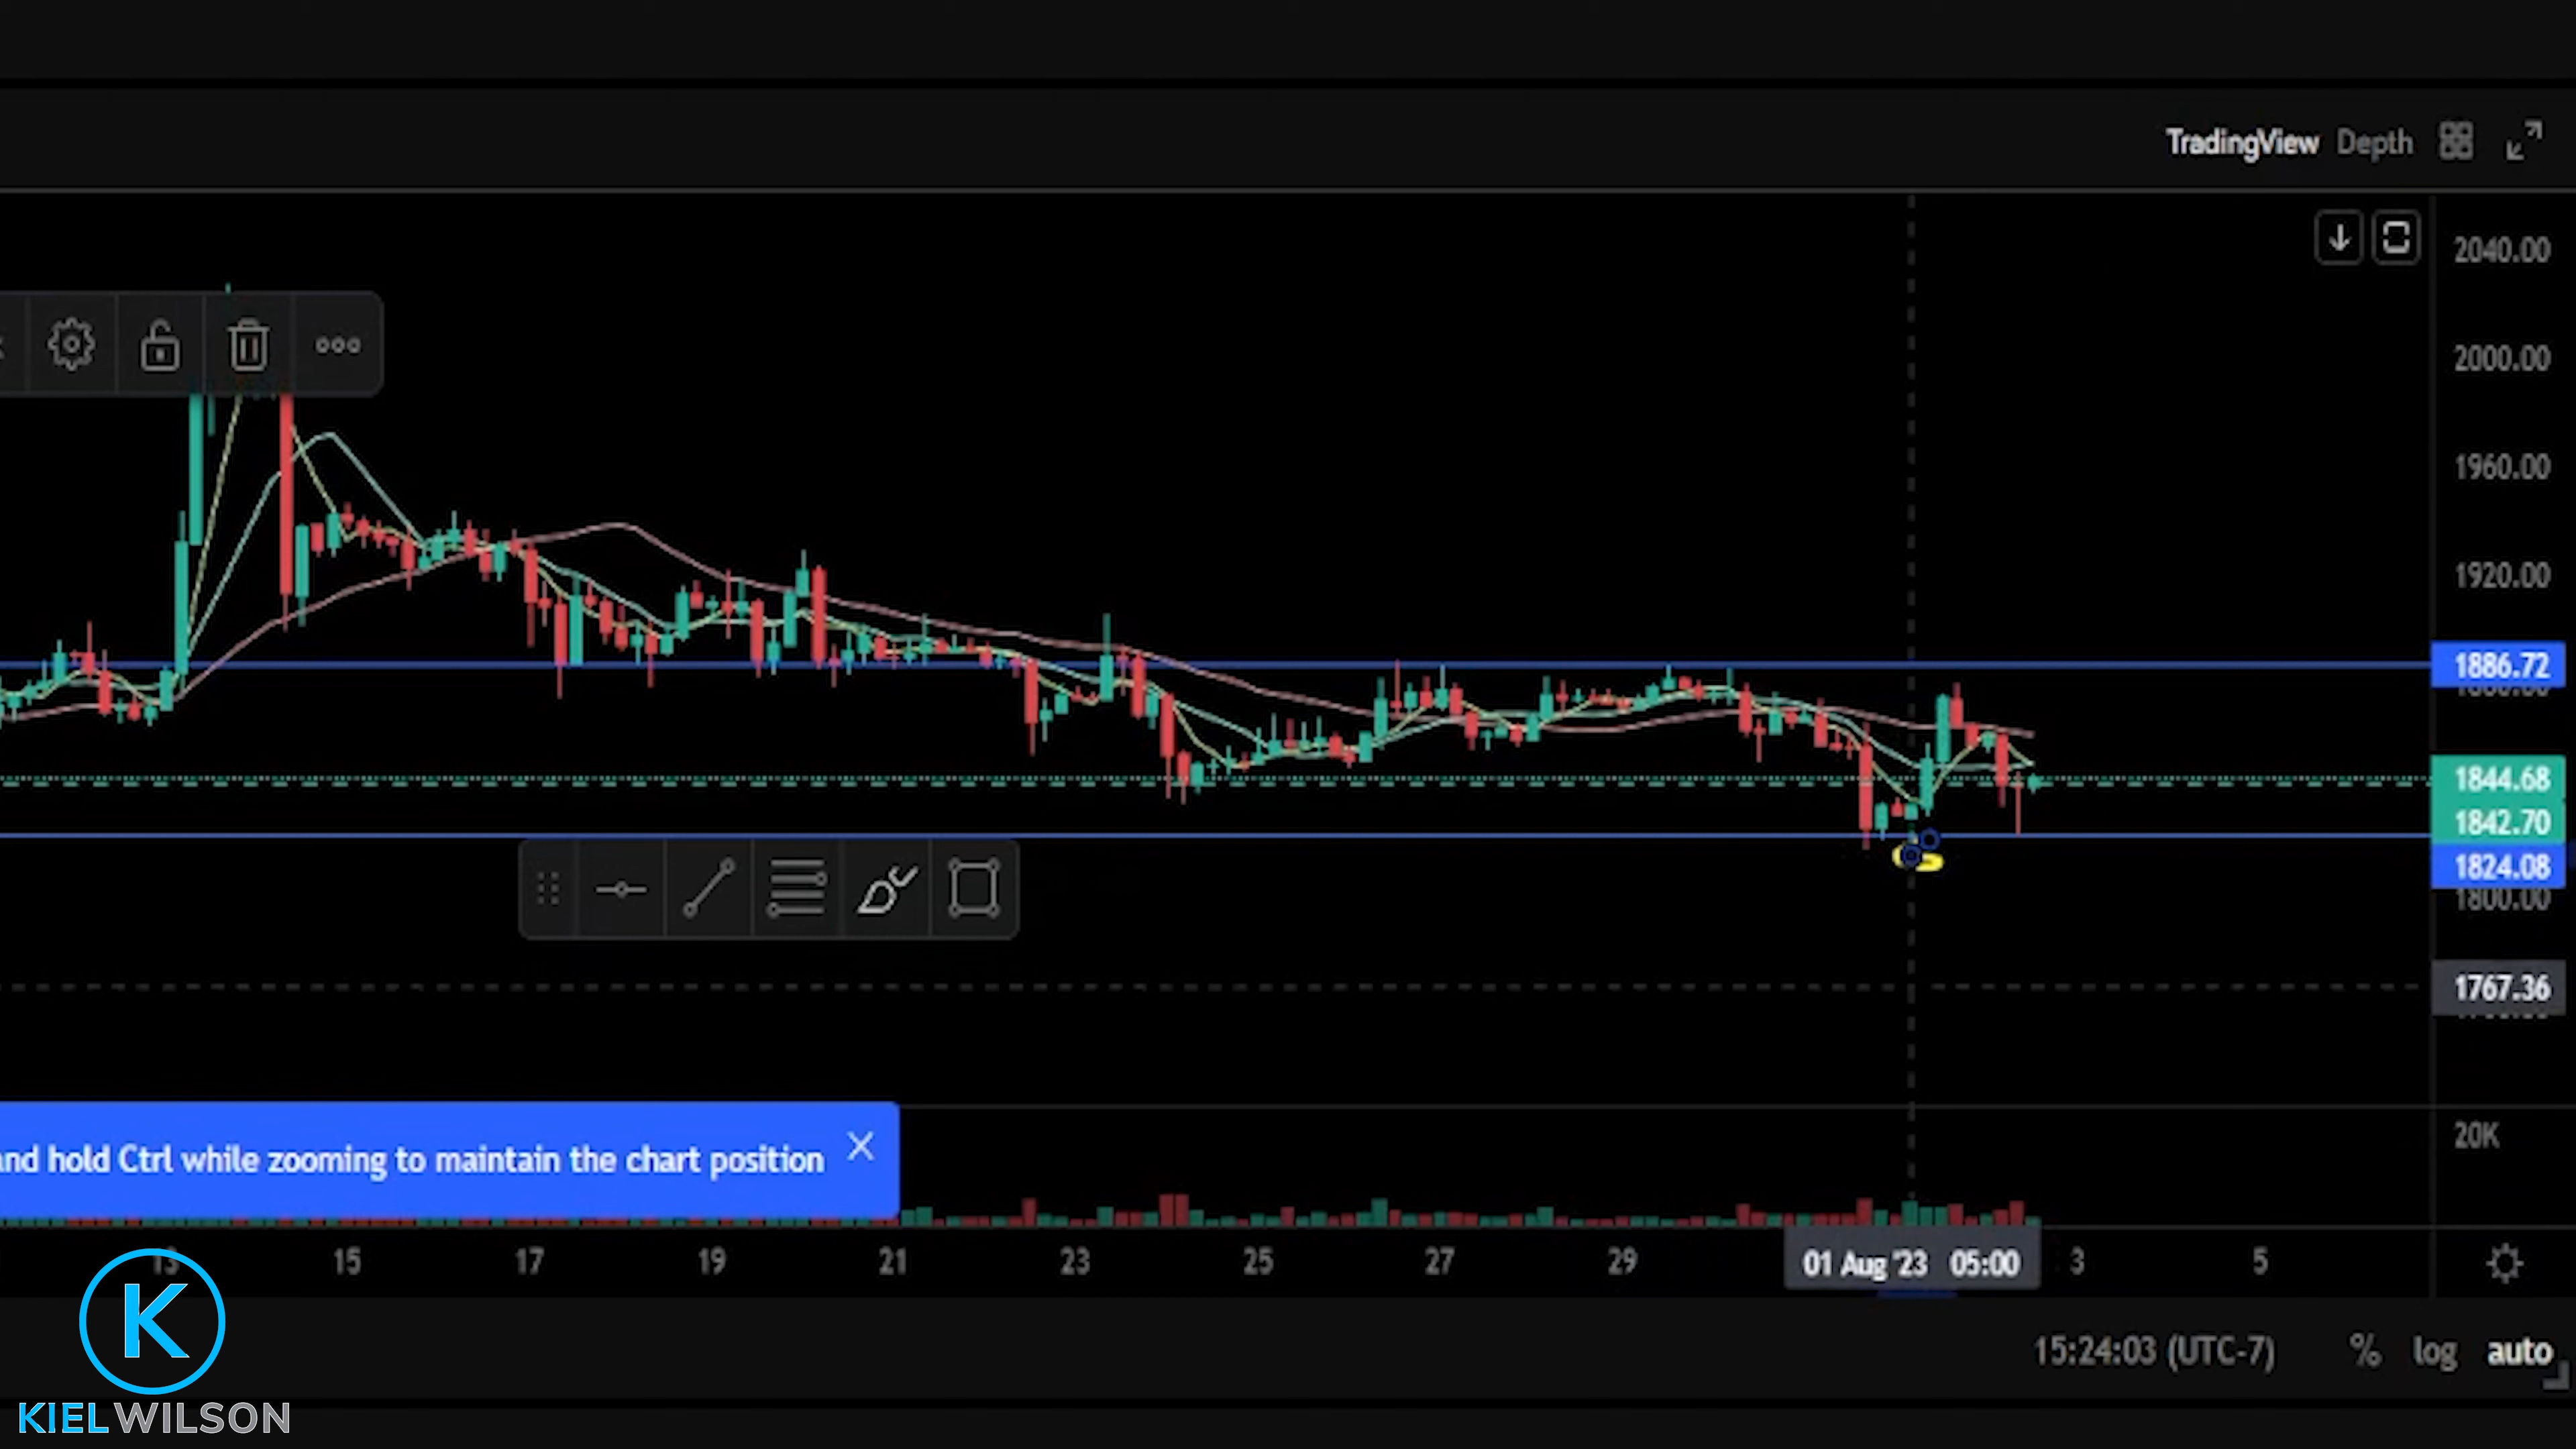 TradingView Depth
2040.00
2000.00
1960.00
1920.00
1886.72
1844.68
1842.70
1824.08
1800.00
1767.36
and hold Ctrl while zooming to maintain the chart position
20K
13 15 17 19 21 23 25 27 29 01 Aug '23 05:00 3 5
15:24:03 (UTC-7) % log auto
K
KIELWILSON